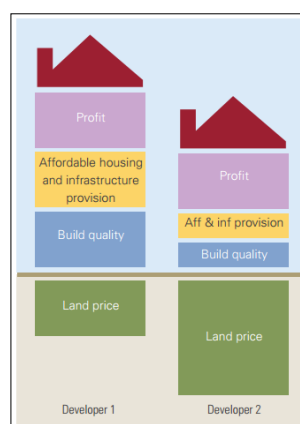 Profit
Affordable housing
and infrastructure
provision
Build quality
Land price
Developer 1
Profit
Aff & inf provision
Build quality
Land price
Developer 2